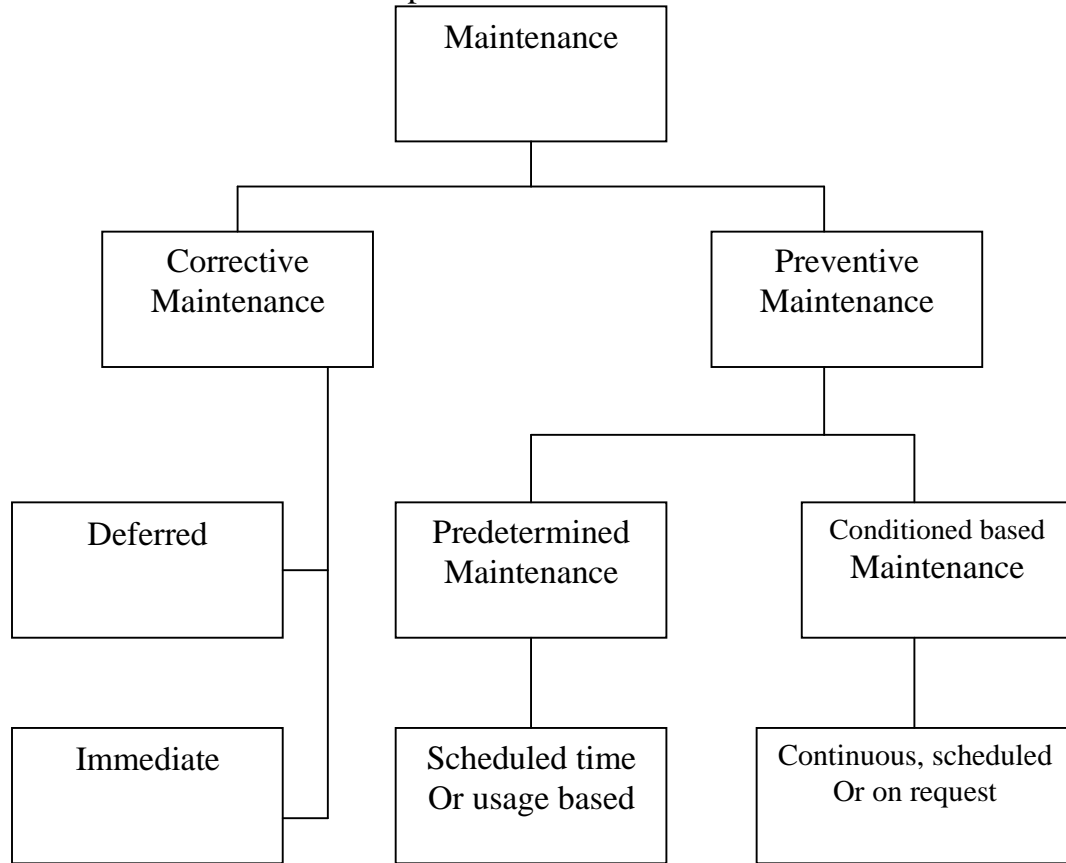 Maintenance
Corrective
Maintenance
Preventive
Maintenance
Deferred
Predetermined
Maintenance
Conditioned based
Maintenance
Immediate
Scheduled time
Or usage based
Continuous, scheduled
Or on request